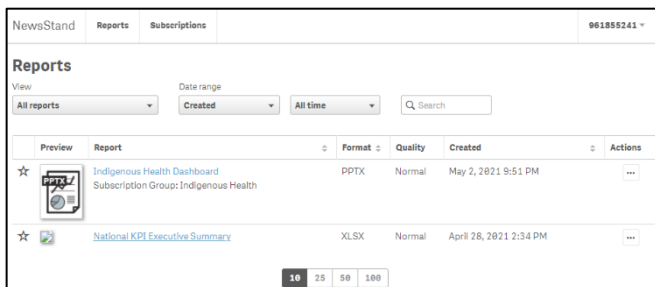 NewsStand Reports Subscriptions 961855241
Reports
View Date range
All reports Created All time Search
Preview Report Format Quality Created Actions
PPTX
Indigenous Health Dashboard PPTX Normal May 2, 2021 9:51 PM ...
Subscription Group: Indigenous Health
National KPI Executive Summary XLSX Normal April 28, 2021 2:34 PM ...
10 25 50 100